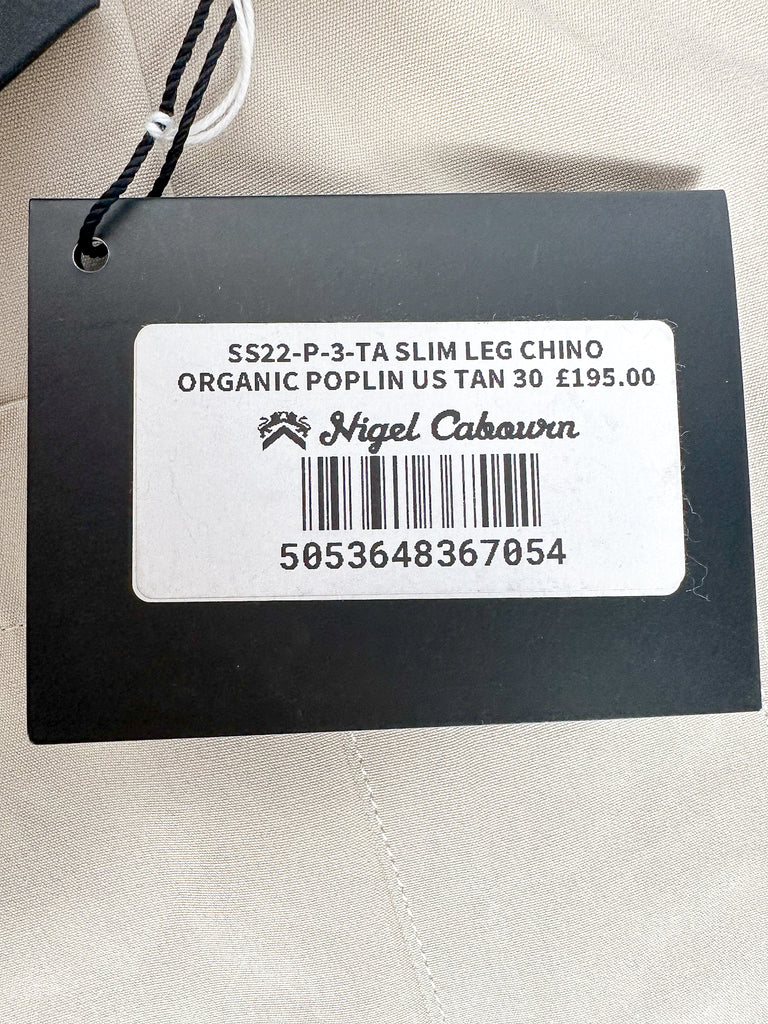 SS22-P-3-TA SLIM LEG CHINO
ORGANIC POPLIN US TAN 30 £195.00
Nigel Cabourn
5053648367054